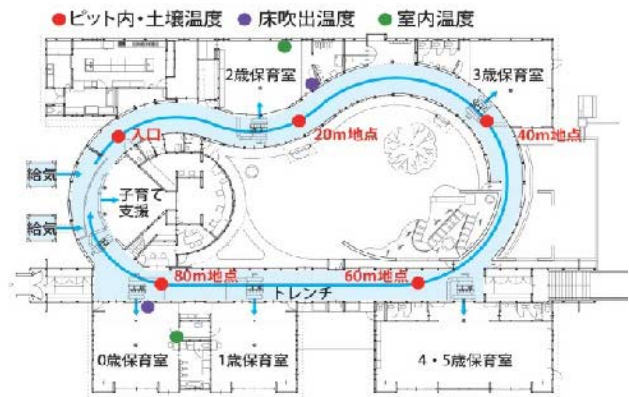 ピット内・土壌温度 床吹出温度 室内温度
2歳保育室
3歳保育室
入口
20m地点
40m地点
給気
子育て
支援
給気
80m地点
60m地点
トレンチ
0歳保育室
1歳保育室
4・5歳保育室